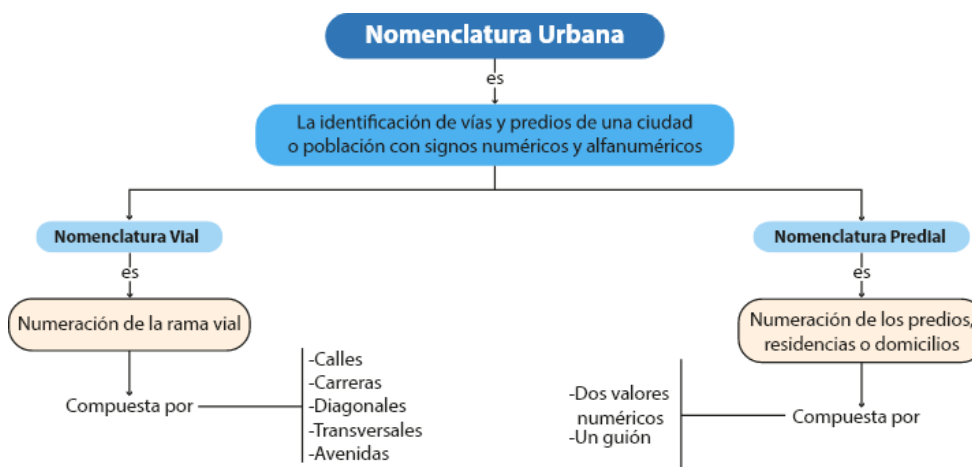 Nomenclatura Urbana
es
La identificación de vías y predios de una ciudad
o población con signos numéricos y alfanuméricos
Nomenclatura Vial
es
Numeración de la rama vial
Compuesta por
-Calles
-Carreras
-Diagonales
-Transversales
-Avenidas
Nomenclatura Predial
es
Numeración de los predios,
residencias o domicilios
Compuesta por
-Dos valores
numéricos
-Un guión